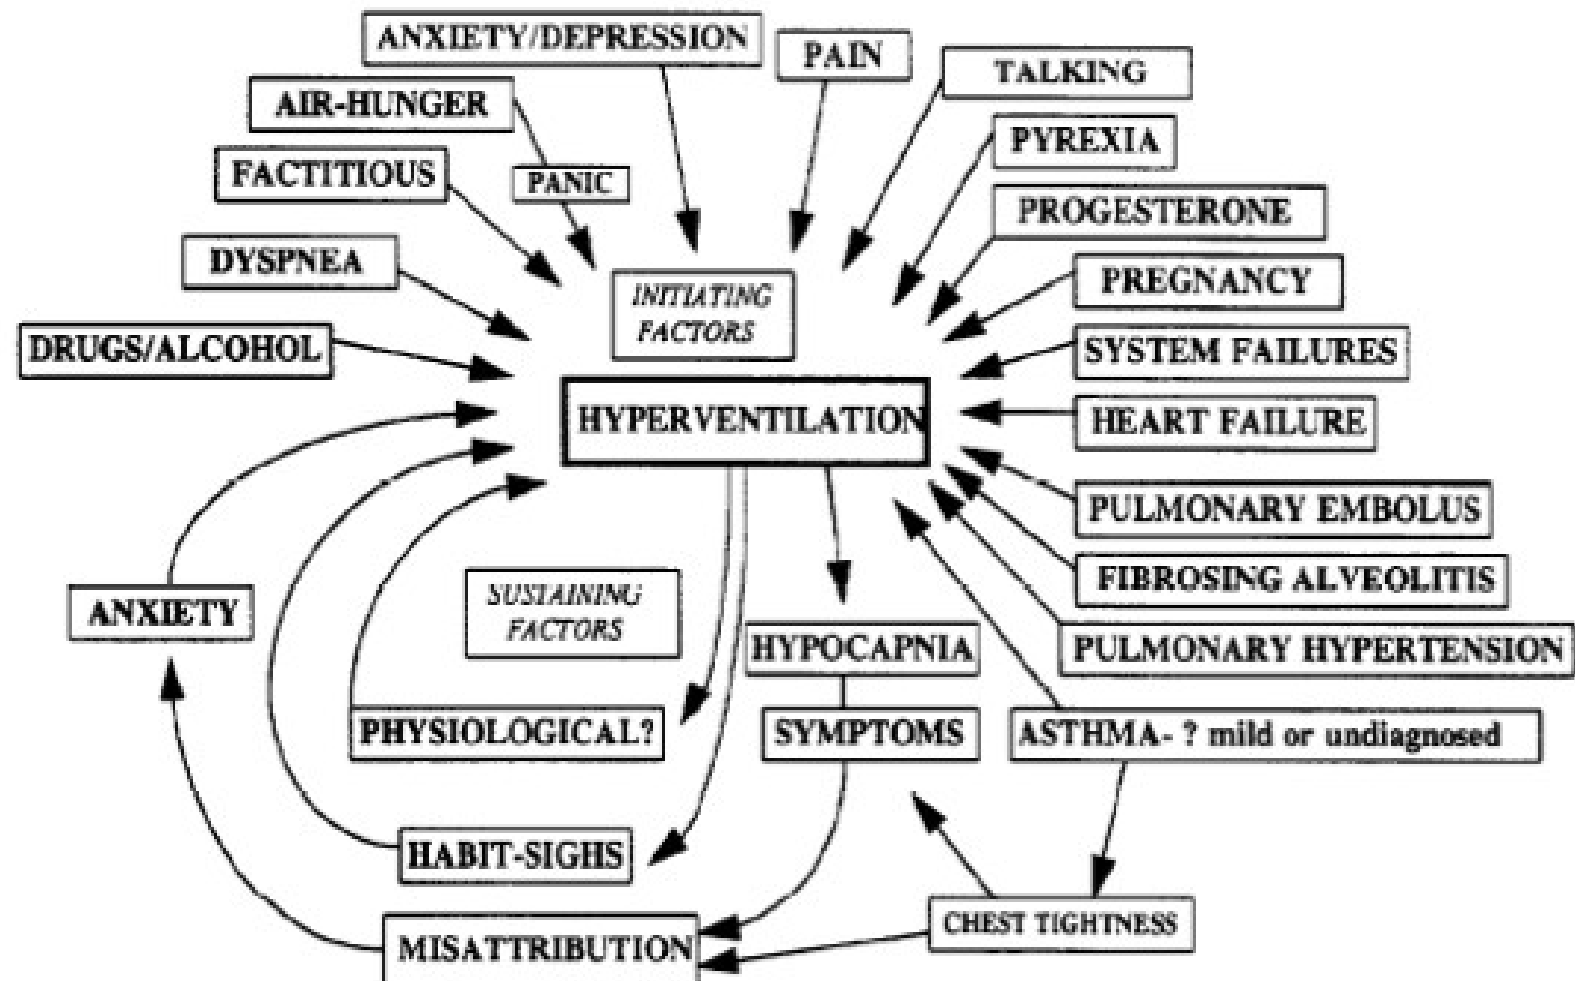 ANXIETY/DEPRESSION
PAIN
TALKING
AIR-HUNGER
PYREXIA
FACTITIOUS
PANIC
PROGESTERONE
DYSPNEA
PREGNANCY
INITIATING
FACTORS
DRUGS/ALCOHOL
SYSTEM FAILURES
HYPERVENTILATION
HEART FAILURE
PULMONARY EMBOLUS
FIBROSING ALVEOLITIS
ANXIETY
SUSTAINING
FACTORS
HYPOCAPNIA
PULMONARY HYPERTENSION
PHYSIOLOGICAL?
SYMPTOMS
ASTHMA- ? mild or undiagnosed
HABIT-SIGHS
CHEST TIGHTNESS
MISATTRIBUTION